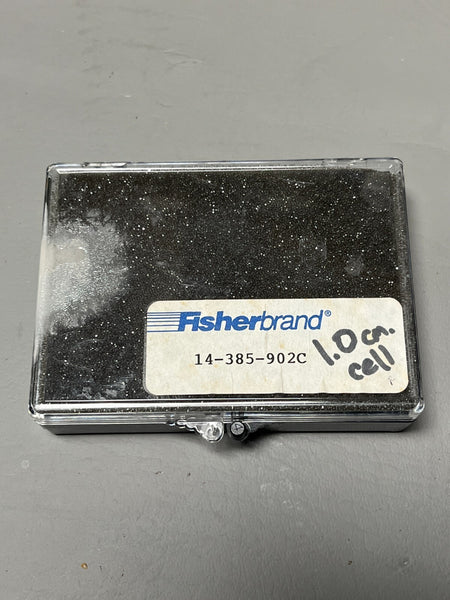 Fisherbrand®
14-385-902C
1.0 cm.
cell